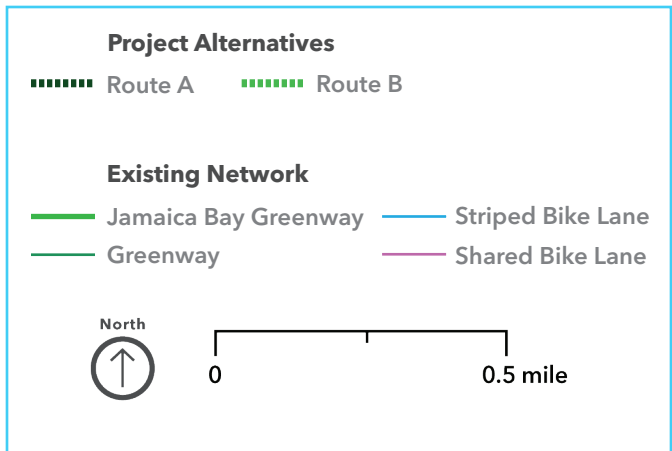 Project Alternatives
Route A Route B
Existing Network
Jamaica Bay Greenway Striped Bike Lane
Greenway Shared Bike Lane
North
0 0.5 mile